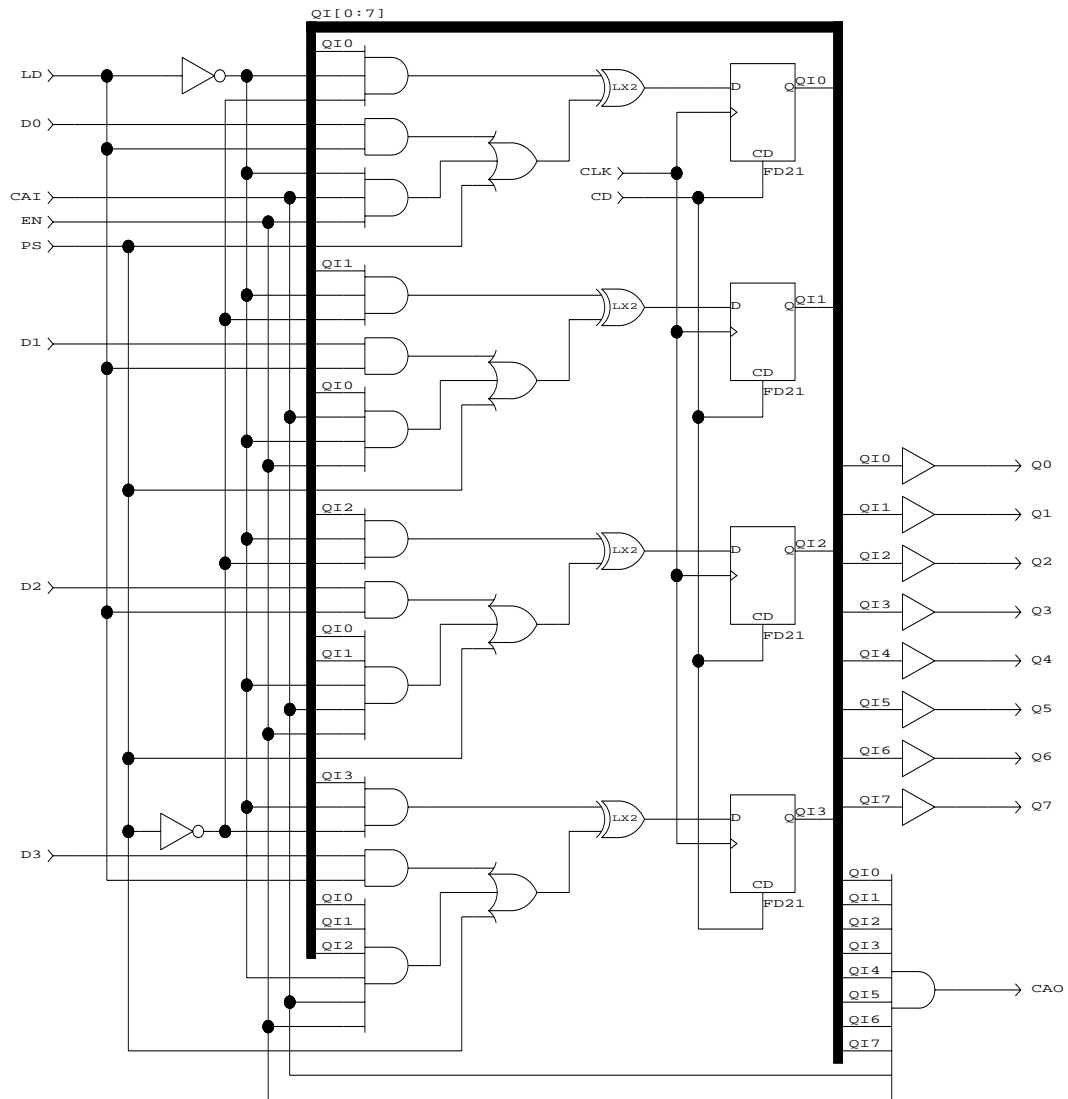 QI[0:7]
QI0
LD
LX2
D
Q
QI0
D0
CD
FD21
CLK
CAI
CD
EN
PS
QI1
LX2
D
Q
QI1
D1
CD
FD21
QI0
QI0
Q0
QI1
Q1
QI2
LX2
D
Q
QI2
QI2
Q2
D2
QI3
Q3
CD
FD21
QI0
QI1
QI4
Q4
QI5
Q5
QI6
Q6
QI3
LX2
D
Q
QI3
QI7
Q7
D3
CD
FD21
QI0
QI1
QI2
QI0
QI1
QI2
QI3
QI4
QI5
QI6
QI7
CAO